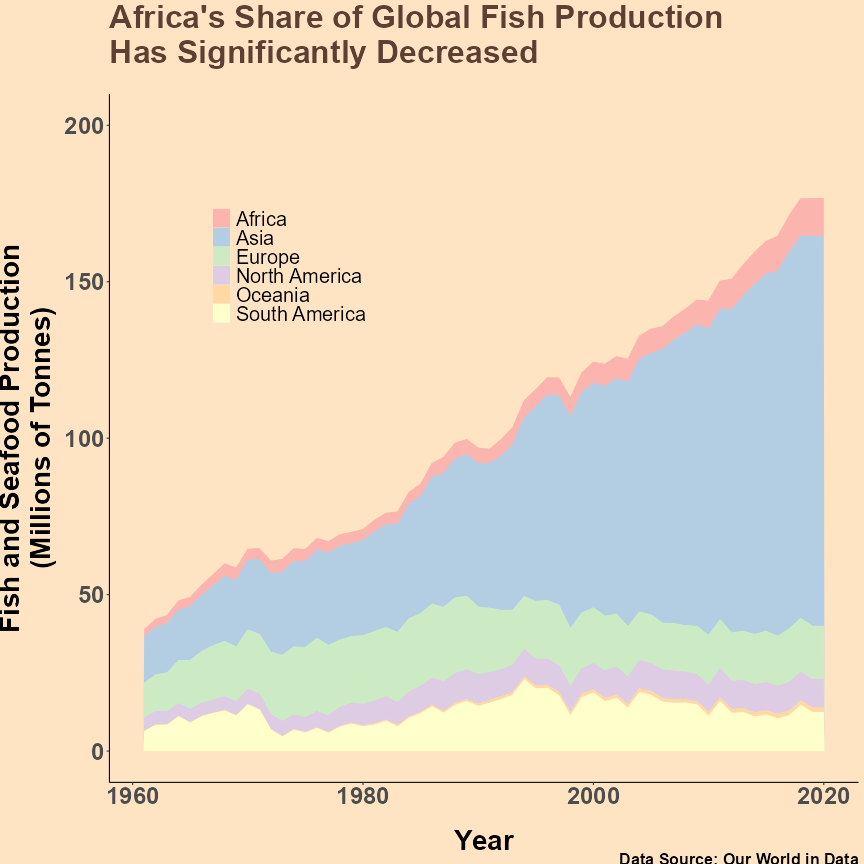 Africa's Share of Global Fish Production
Has Significantly Decreased
Fish and Seafood Production
(Millions of Tonnes)
200
150
100
50
0
Africa
Asia
Europe
North America
Oceania
South America
1960
1980
2000
2020
Year
Data Source: Our World in Data